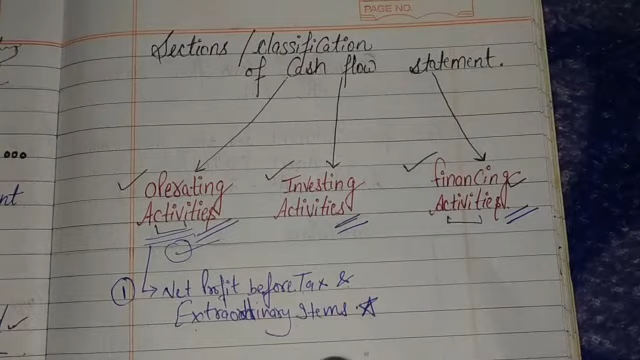 PAGE NO.
Sections / classification
of Cash flow statement.
Operating Investing financing
Activities Activities Activities
nt
① Net Profit before Tax &
Extraordinary Items.